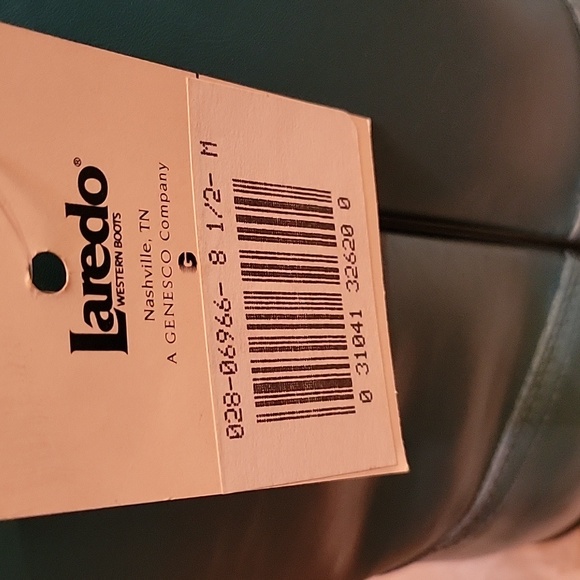 Laredo®
WESTERN BOOTS
Nashville, TN
A GENESCO Company
G
028-06966- 8 1/2- M
0 31041 32620 0